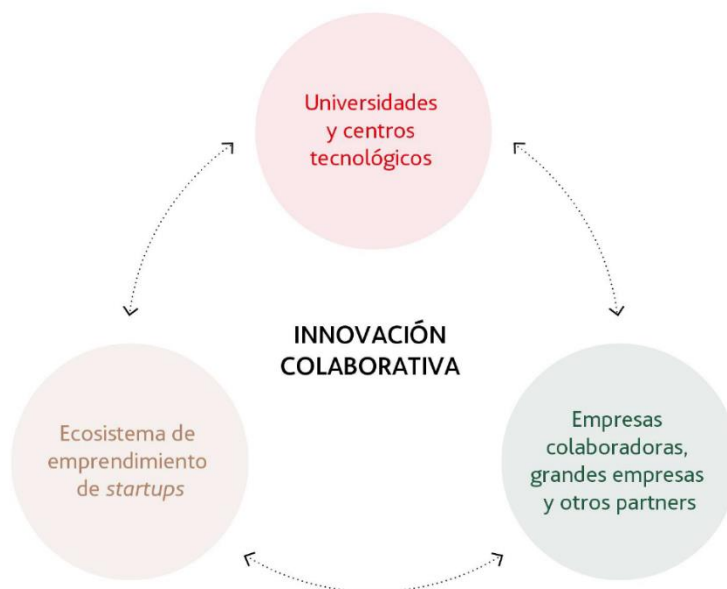 Universidades
y centros
tecnológicos
INNOVACIÓN
COLABORATIVA
Ecosistema de
emprendimiento
de startups
Empresas
colaboradoras,
grandes empresas
y otros partners